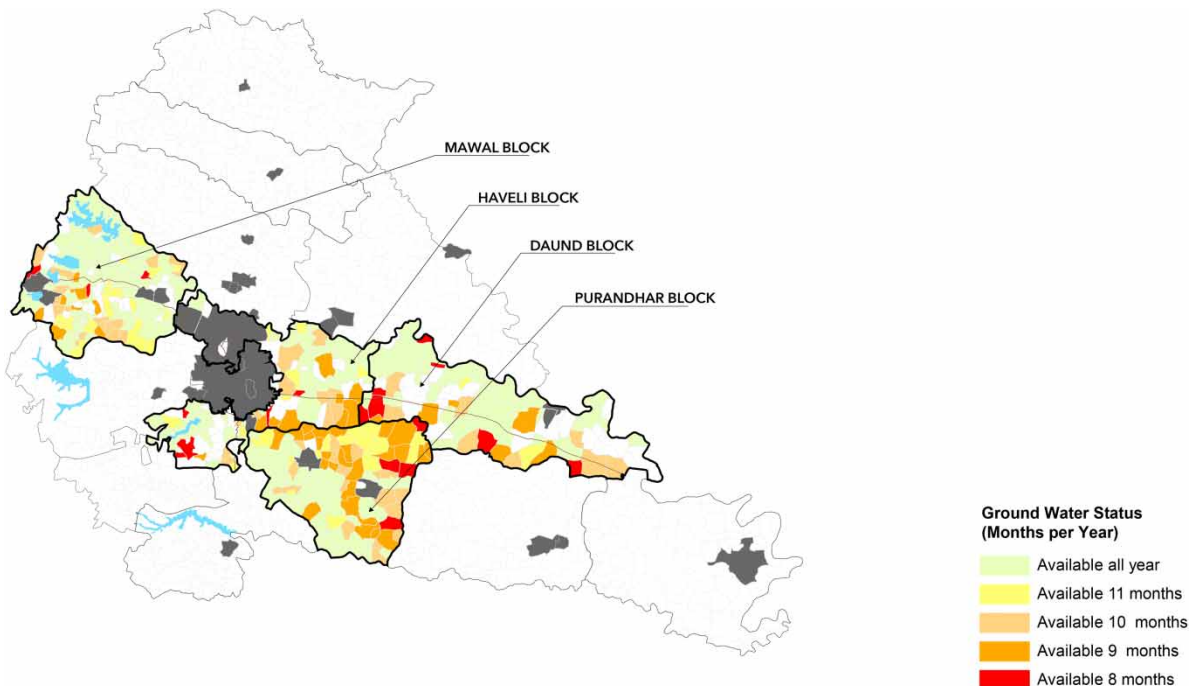 MAWAL BLOCK
HAVELI BLOCK
DAUND BLOCK
PURANDHAR BLOCK
Ground Water Status
(Months per Year)
Available all year
Available 11 months
Available 10 months
Available 9 months
Available 8 months